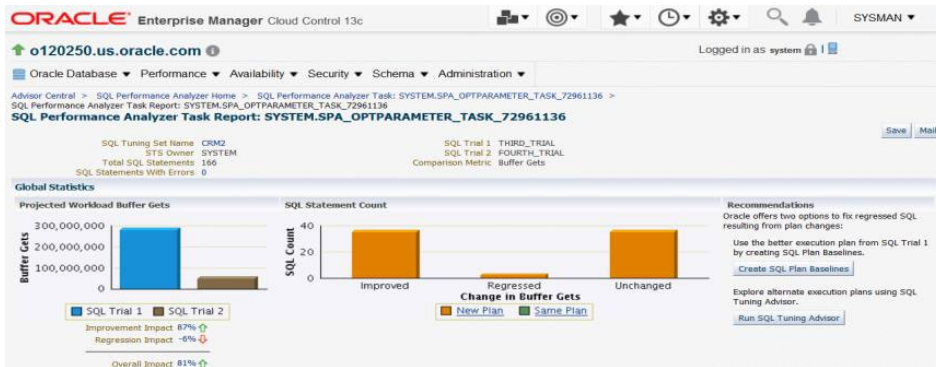 ORACLE® Enterprise Manager Cloud Control 13c
SYSMAN
o120250.us.oracle.com
Logged in as system
Oracle Database Performance Availability Security Schema Administration
Advisor Central > SQL Performance Analyzer Home > SQL Performance Analyzer Task: SYSTEM.SPA_OPTPARAMETER_TASK_72961136 >
SQL Performance Analyzer Task Report: SYSTEM.SPA_OPTPARAMETER_TASK_72961136
SQL Performance Analyzer Task Report: SYSTEM.SPA_OPTPARAMETER_TASK_72961136
Save Mail
SQL Tuning Set Name CRM2
STS Owner SYSTEM
Total SQL Statements 166
SQL Statements With Errors 0
SQL Trial 1 THIRD_TRIAL
SQL Trial 2 FOURTH_TRIAL
Comparison Metric Buffer Gets
Global Statistics
Projected Workload Buffer Gets
Buffer Gets
300,000,000
200,000,000
100,000,000
0
SQL Trial 1 SQL Trial 2
Improvement Impact 87%
Regression Impact -6%
Overall Impact 81%
SQL Statement Count
SQL Count
40
20
0
Improved Regressed Unchanged
Change in Buffer Gets
New Plan Same Plan
Recommendations
Oracle offers two options to fix regressed SQL
resulting from plan changes:
Use the better execution plan from SQL Trial 1
by creating SQL Plan Baselines.
Create SQL Plan Baselines
Explore alternate execution plans using SQL
Tuning Advisor.
Run SQL Tuning Advisor